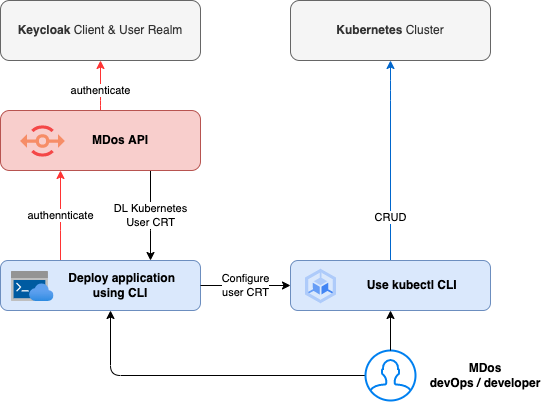 Keycloak Client & User Realm
Kubernetes Cluster
authenticate
MDos API
DL Kubernetes
User CRT
authennticate
CRUD
Deploy application
using CLI
Configure
user CRT
Use kubectl CLI
MDos
devOps / developer